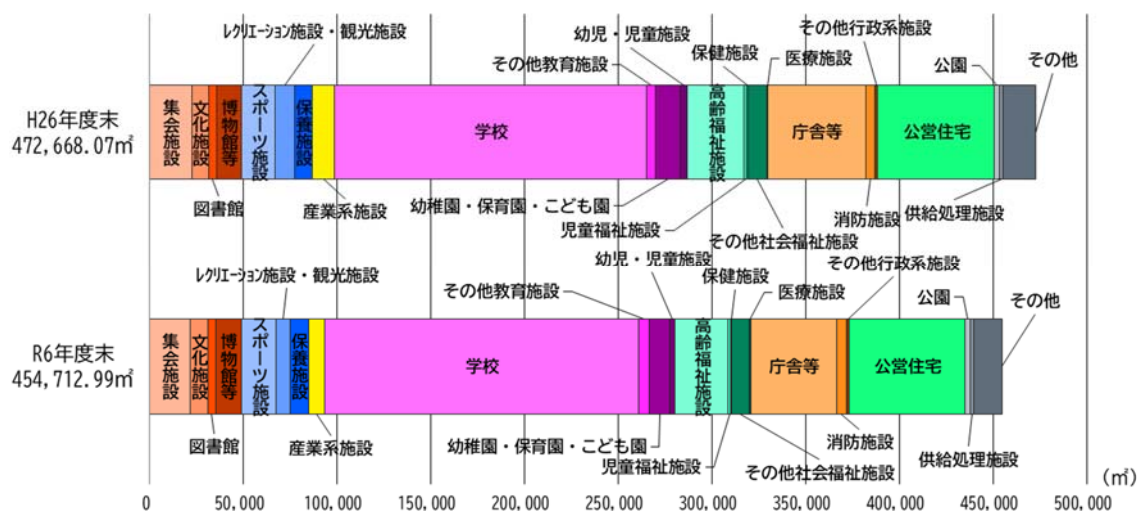 レクリエーション施設・観光施設
幼児・児童施設
その他教育施設
保健施設
その他行政系施設
医療施設
公園
その他
H26年度末
472,668.07㎡
集会施設
文化施設
博物館等
スポーツ施設
保養施設
学校
高齢福祉施設
庁舎等
公営住宅
図書館
産業系施設
幼稚園・保育園・こども園
児童福祉施設
その他社会福祉施設
消防施設
供給処理施設
レクリエーション施設・観光施設
その他教育施設
幼児・児童施設
保健施設
医療施設
その他行政系施設
公園
その他
R6年度末
454,712.99㎡
集会施設
文化施設
博物館等
スポーツ施設
保養施設
学校
高齢福祉施設
庁舎等
公営住宅
図書館
産業系施設
幼稚園・保育園・こども園
児童福祉施設
その他社会福祉施設
消防施設
供給処理施設
(㎡)
0 50,000 100,000 150,000 200,000 250,000 300,000 350,000 400,000 450,000 500,000